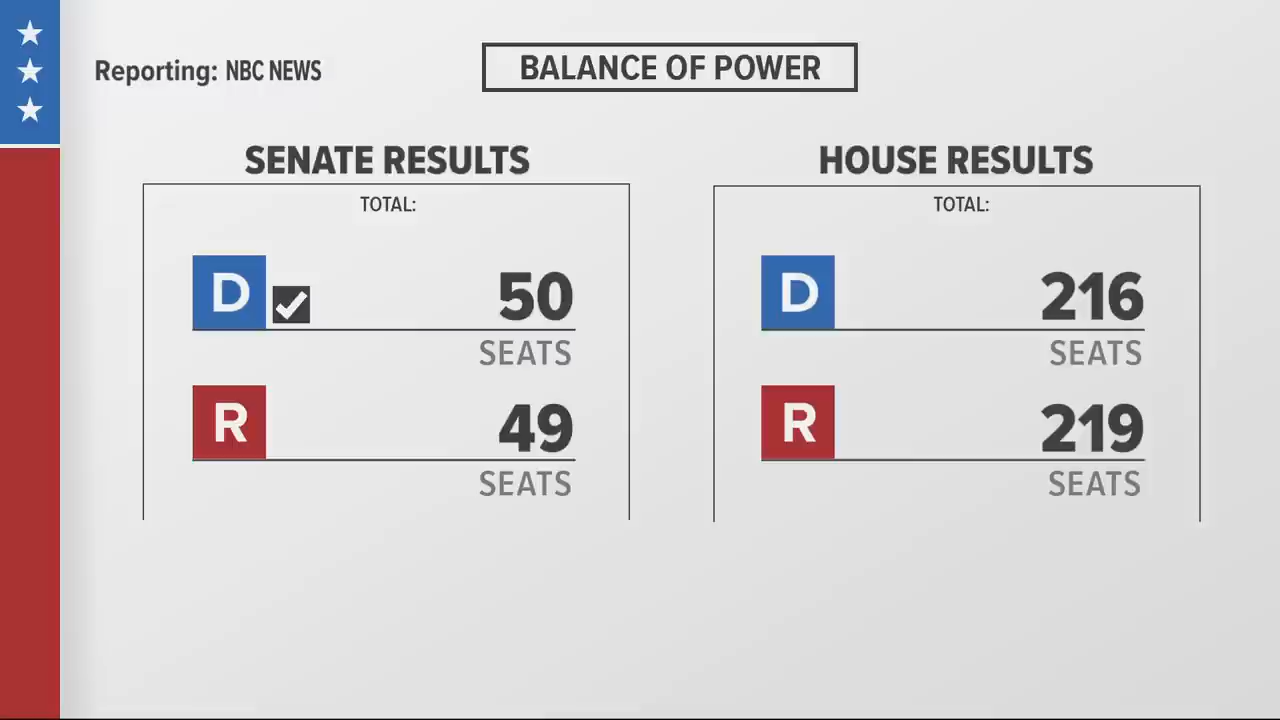 Reporting: NBC NEWS
BALANCE OF POWER
SENATE RESULTS
TOTAL:
D 50
SEATS
R 49
SEATS
HOUSE RESULTS
TOTAL:
D 216
SEATS
R 219
SEATS